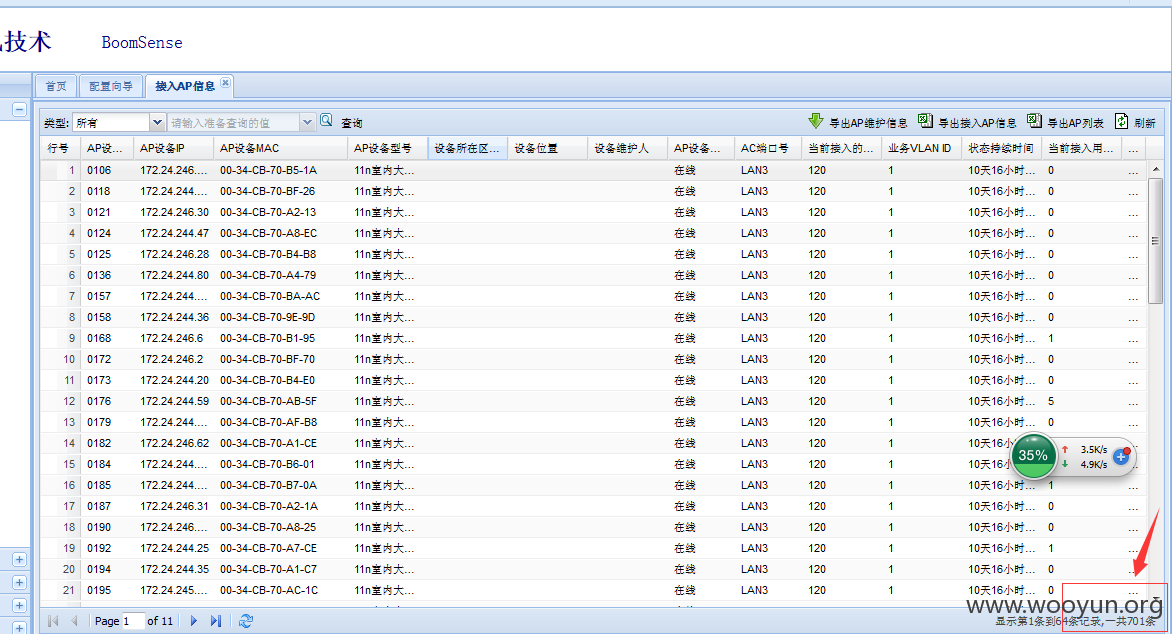 技术 BoomSense
首页 配置向导 接入AP信息
类型: 所有 请输入准备查询的值 查询 导出AP维护信息 导出接入AP信息 导出AP列表 刷新
行号 AP设... AP设备IP AP设备MAC AP设备型号 设备所在区... 设备位置 设备维护人 AP设备... AC端口号 当前接入的... 业务VLAN ID 状态持续时间 当前接入用... ...
1 0106 172.24.246.... 00-34-CB-70-B5-1A 11n室内大... 在线 LAN3 120 1 10天16小时... 0 ...
2 0118 172.24.244.... 00-34-CB-70-BF-26 11n室内大... 在线 LAN3 120 1 10天16小时... 0 ...
3 0121 172.24.246.30 00-34-CB-70-A2-13 11n室内大... 在线 LAN3 120 1 10天16小时... 0 ...
4 0124 172.24.244.47 00-34-CB-70-A8-EC 11n室内大... 在线 LAN3 120 1 10天16小时... 0 ...
5 0125 172.24.246.28 00-34-CB-70-B4-B8 11n室内大... 在线 LAN3 120 1 10天16小时... 0 ...
6 0136 172.24.244.80 00-34-CB-70-A4-79 11n室内大... 在线 LAN3 120 1 10天16小时... 0 ...
7 0157 172.24.244.... 00-34-CB-70-BA-AC 11n室内大... 在线 LAN3 120 1 10天16小时... 0 ...
8 0158 172.24.244.36 00-34-CB-70-9E-9D 11n室内大... 在线 LAN3 120 1 10天16小时... 0 ...
9 0168 172.24.246.6 00-34-CB-70-B1-95 11n室内大... 在线 LAN3 120 1 10天16小时... 1 ...
10 0172 172.24.246.2 00-34-CB-70-BF-70 11n室内大... 在线 LAN3 120 1 10天16小时... 0 ...
11 0173 172.24.244.20 00-34-CB-70-B4-E0 11n室内大... 在线 LAN3 120 1 10天16小时... 0 ...
12 0176 172.24.244.59 00-34-CB-70-AB-5F 11n室内大... 在线 LAN3 120 1 10天16小时... 5 ...
13 0179 172.24.244.... 00-34-CB-70-AF-B8 11n室内大... 在线 LAN3 120 1 10天16小时... 0 ...
14 0182 172.24.246.62 00-34-CB-70-A1-CE 11n室内大... 在线 LAN3 120 1 10天16小
15 0184 172.24.244.... 00-34-CB-70-B6-01 11n室内大... 在线 LAN3 120 1 10天16小
16 0185 172.24.244.... 00-34-CB-70-B7-0A 11n室内大... 在线 LAN3 120 1 10天16小时... 1 ...
35% 3.5K/s
4.9K/s
17 0187 172.24.246.31 00-34-CB-70-A2-1A 11n室内大... 在线 LAN3 120 1 10天16小时... 0 ...
18 0190 172.24.246.... 00-34-CB-70-A8-25 11n室内大... 在线 LAN3 120 1 10天16小时... 0 ...
19 0192 172.24.244.25 00-34-CB-70-A7-CE 11n室内大... 在线 LAN3 120 1 10天16小时... 1 ...
20 0194 172.24.244.35 00-34-CB-70-A1-C7 11n室内大... 在线 LAN3 120 1 10天16小时... 0 ...
21 0195 172.24.245.... 00-34-CB-70-AC-1C 11n室内大... 在线 LAN3 120 1 10天16小时... 0 ...
www.wooyun.org
Page 1 of 11 显示第1条到64条记录,一共701条